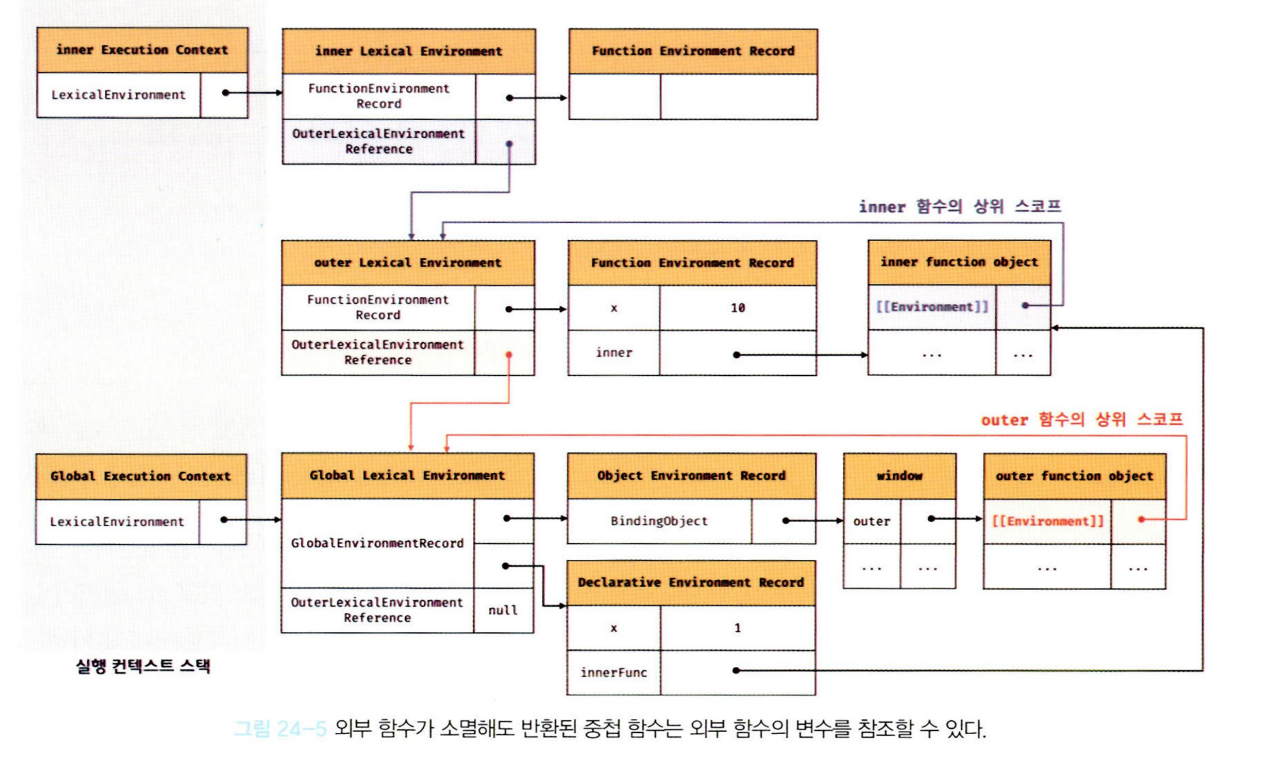 inner Execution Context
LexicalEnvironment
inner Lexical Environment
FunctionEnvironment
Record
OuterLexicalEnvironment
Reference
Function Environment Record
inner 함수의 상위 스코프
outer Lexical Environment
FunctionEnvironment
Record
OuterLexicalEnvironment
Reference
Function Environment Record
x
10
inner
inner function object
[[Environment]]
...
...
outer 함수의 상위 스코프
Global Execution Context
LexicalEnvironment
Global Lexical Environment
GlobalEnvironmentRecord
OuterLexicalEnvironment
Reference
null
Object Environment Record
BindingObject
window
outer
...
...
outer function object
[[Environment]]
...
...
Declarative Environment Record
x
1
innerFunc
실행 컨텍스트 스택
그림 24-5 외부 함수가 소멸해도 반환된 중첩 함수는 외부 함수의 변수를 참조할 수 있다.